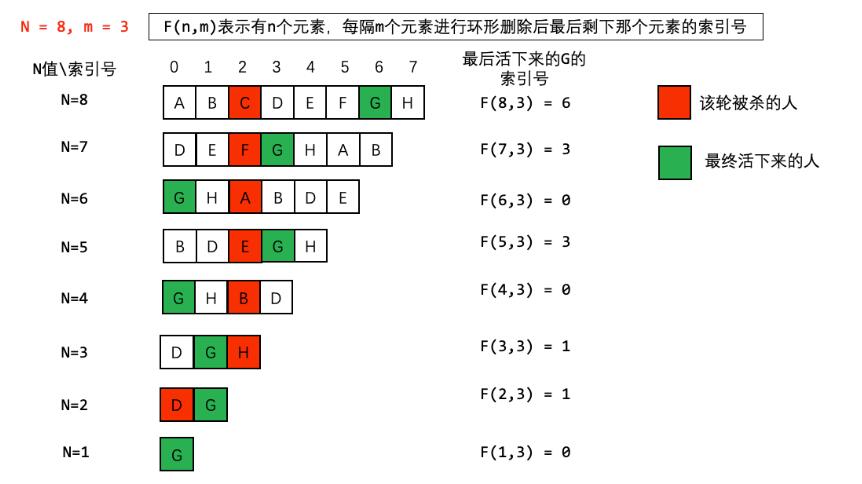 N = 8, m = 3
F(n,m)表示有n个元素，每隔m个元素进行环形删除后最后剩下那个元素的索引号
N值\索引号 0 1 2 3 4 5 6 7 最后活下来的G的
索引号
N=8 A B C D E F G H F(8,3) = 6 该轮被杀的人
N=7 D E F G H A B F(7,3) = 3 最终活下来的人
N=6 G H A B D E F(6,3) = 0
N=5 B D E G H F(5,3) = 3
N=4 G H B D F(4,3) = 0
N=3 D G H F(3,3) = 1
N=2 D G F(2,3) = 1
N=1 G F(1,3) = 0